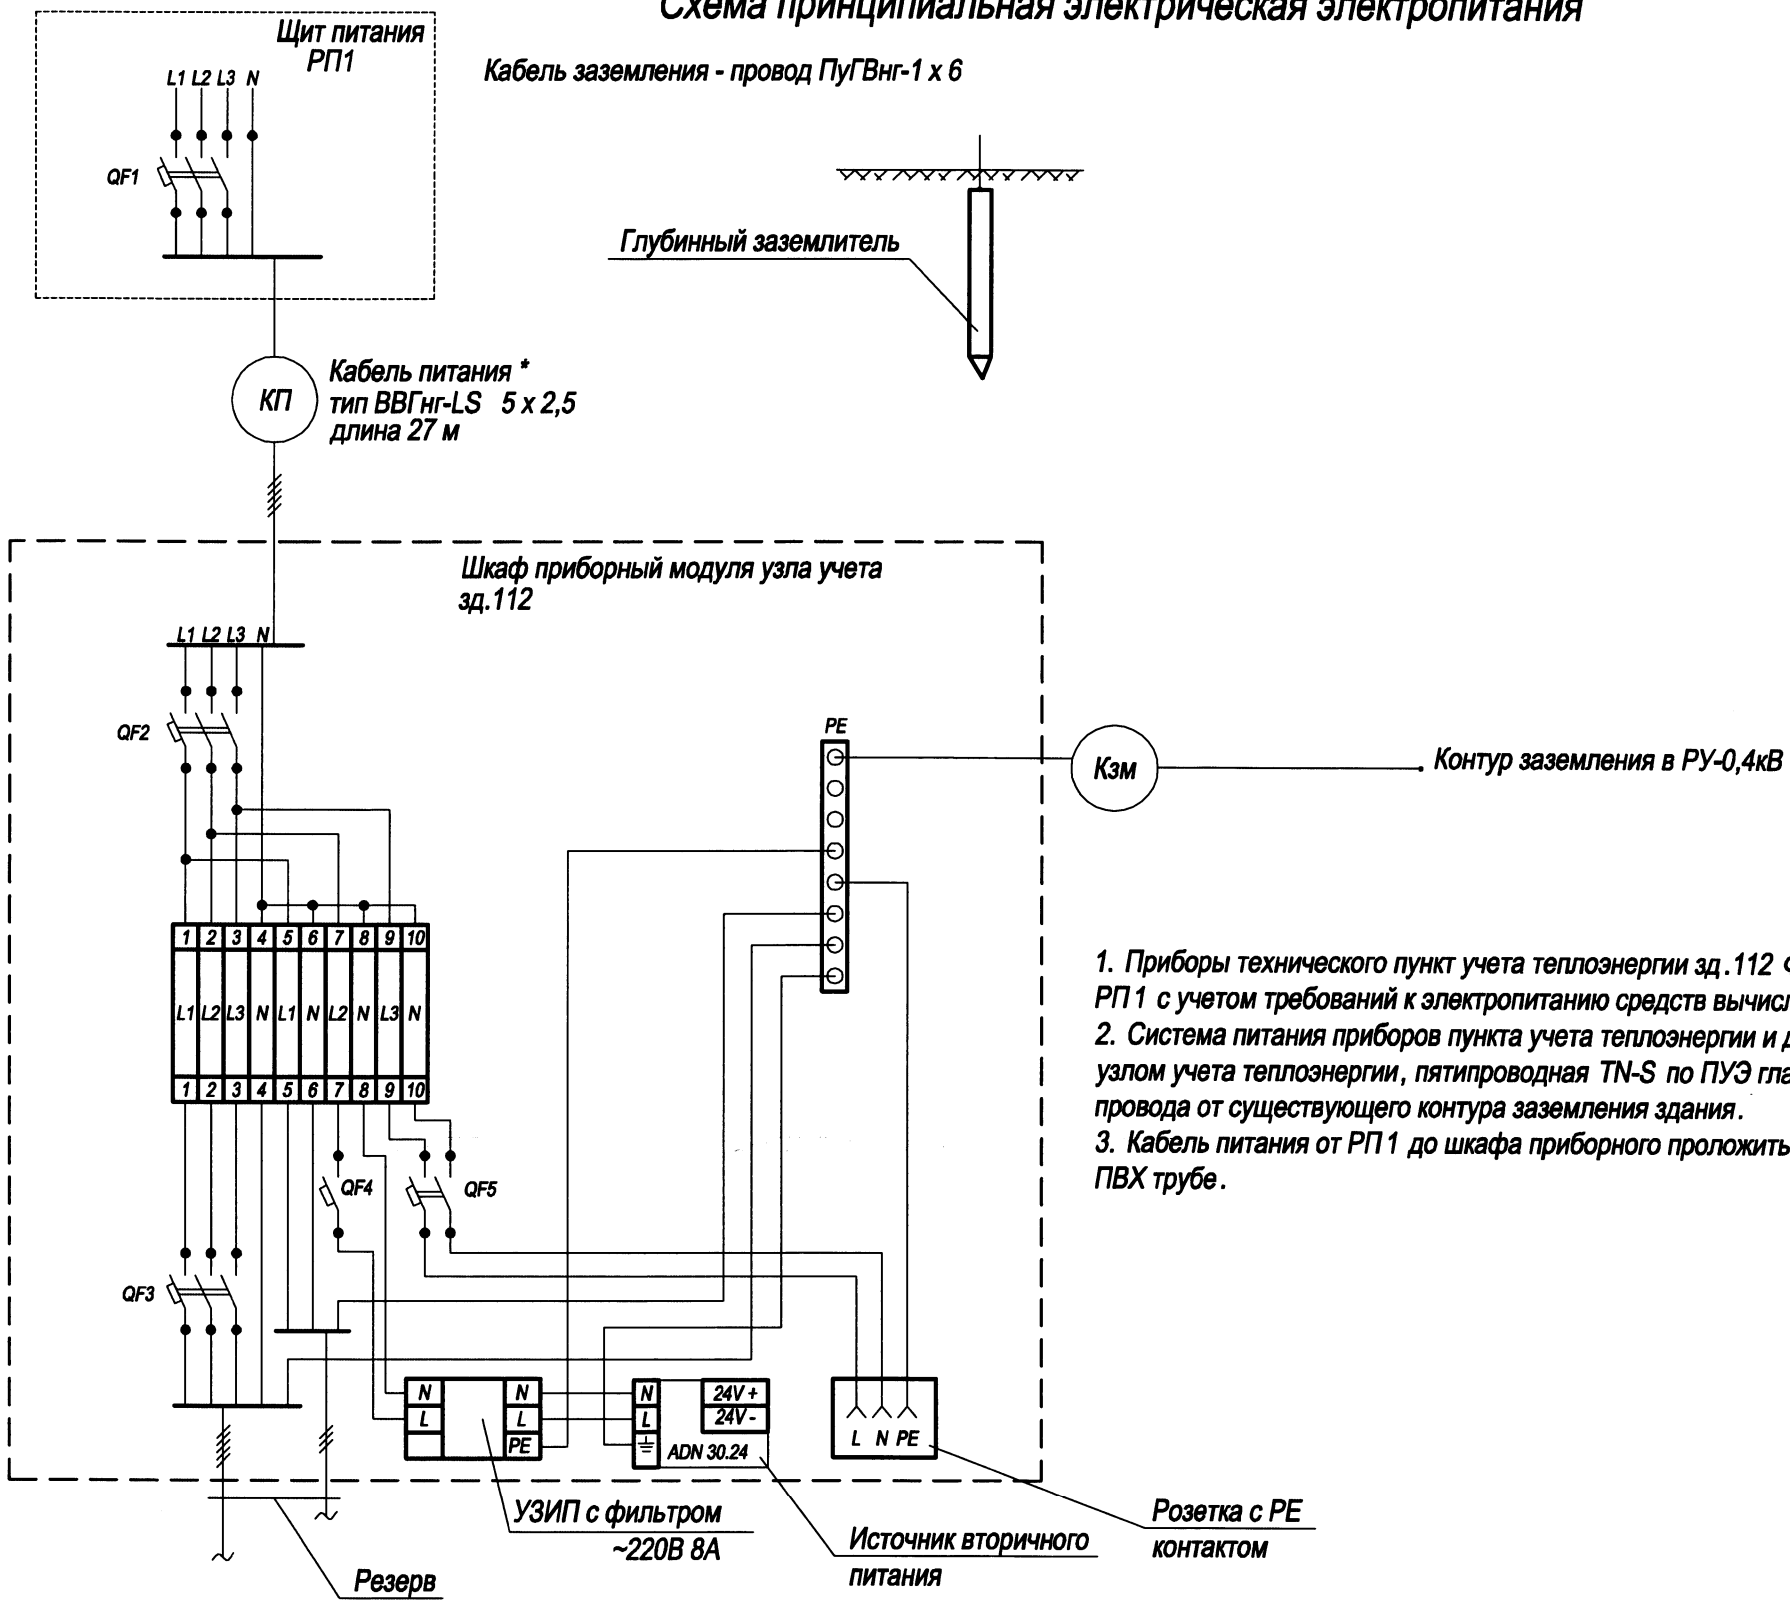 Схема принципиальная электрическая электропитания
Щит питания
РП1
L1 L2 L3 N
Кабель заземления - провод ПуГВнг-1 х 6
QF1
Глубинный заземлитель
КП
Кабель питания *
тип ВВГнг-LS 5 х 2,5
длина 27 м
Шкаф приборный модуля узла учета
зд.112
L1 L2 L3 N
QF2
PE
Кзм
Контур заземления в РУ-0,4кВ
1 2 3 4 5 6 7 8 9 10
L1 L2 L3 N L1 N L2 N L3 N
1 2 3 4 5 6 7 8 9 10
1. Приборы технического пункт учета теплоэнергии зд.112
РП1 с учетом требований к электропитанию средств вычисл
2. Система питания приборов пункта учета теплоэнергии и д
узлом учета теплоэнергии, пятипроводная TN-S по ПУЭ гла
провода от существующего контура заземления здания.
3. Кабель питания от РП1 до шкафа приборного проложить
ПВХ трубе.
QF4
QF5
QF3
N N N 24V +
L L L 24V -
PE
ADN 30.24
L N PE
УЗИП с фильтром
~220В 8А
Источник вторичного
питания
Розетка с PE
контактом
Резерв